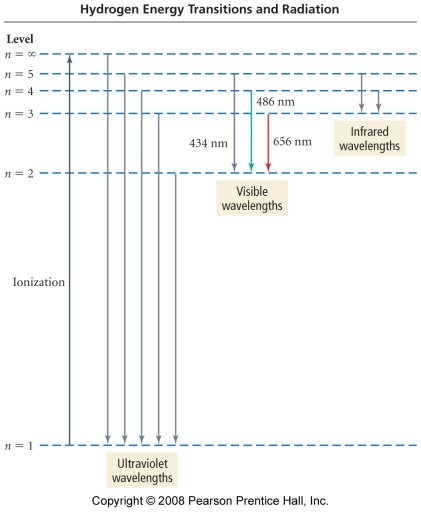 Hydrogen Energy Transitions and Radiation
Level
n = ∞
n = 5
n = 4
486 nm
n = 3
Infrared
wavelengths
434 nm
656 nm
n = 2
Visible
wavelengths
Ionization
n = 1
Ultraviolet
wavelengths
Copyright © 2008 Pearson Prentice Hall, Inc.